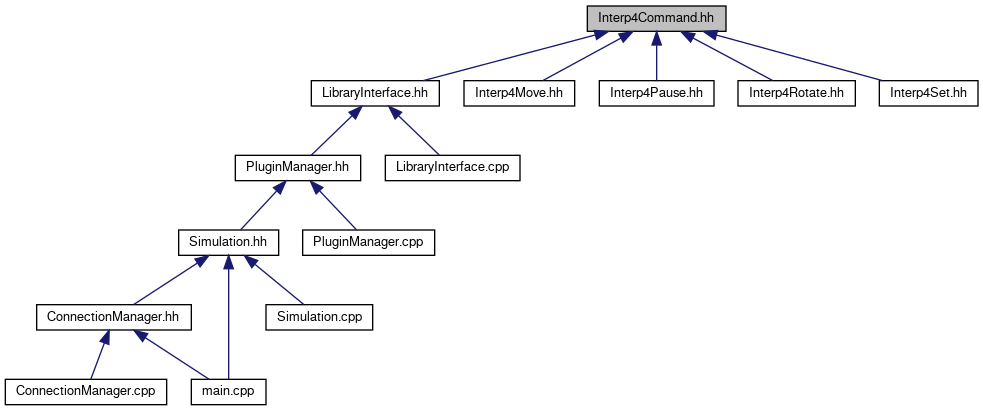 Interp4Command.hh
LibraryInterface.hh
Interp4Move.hh
Interp4Pause.hh
Interp4Rotate.hh
Interp4Set.hh
PluginManager.hh
LibraryInterface.cpp
Simulation.hh
PluginManager.cpp
ConnectionManager.hh
Simulation.cpp
ConnectionManager.cpp
main.cpp